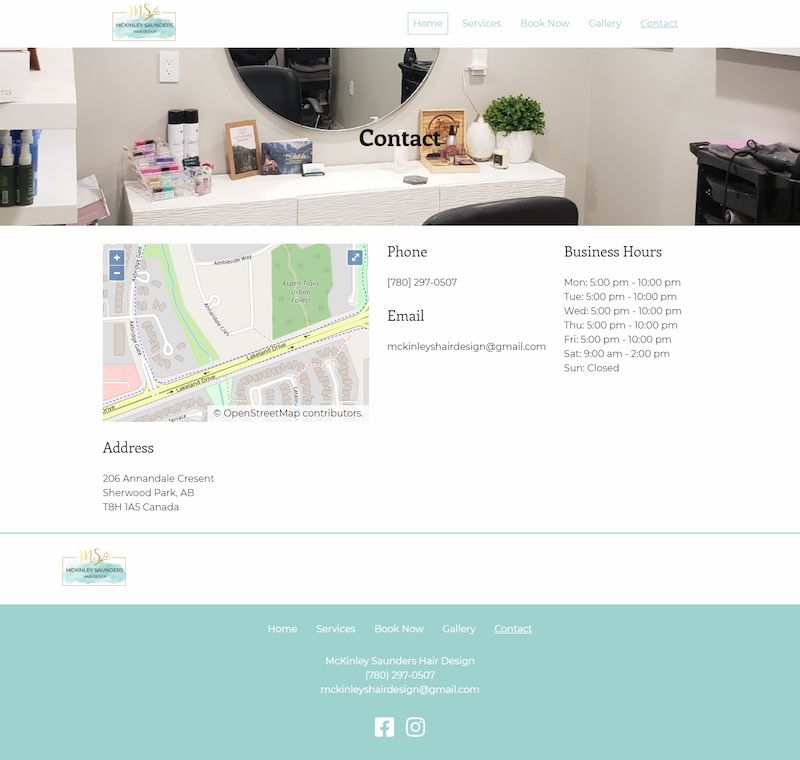 MS
MCKINLEY SAUNDERS
HAIR DESIGN
Home Services Book Now Gallery Contact
Contact
+
−
Ambleside Way
Axbridge Gate
Annandale Cres
Aspen Trails
Urban
Forest
Lakeland Drive
Lakeland Drive
© OpenStreetMap contributors.
Address
206 Annandale Cresent
Sherwood Park, AB
T8H 1A5 Canada
Phone
[780] 297-0507
Email
mckinleyshairdesign@gmail.com
Business Hours
Mon: 5:00 pm - 10:00 pm
Tue: 5:00 pm - 10:00 pm
Wed: 5:00 pm - 10:00 pm
Thu: 5:00 pm - 10:00 pm
Fri: 5:00 pm - 10:00 pm
Sat: 9:00 am - 2:00 pm
Sun: Closed
MS
MCKINLEY SAUNDERS
HAIR DESIGN
Home Services Book Now Gallery Contact
McKinley Saunders Hair Design
(780) 297-0507
mckinleyshairdesign@gmail.com